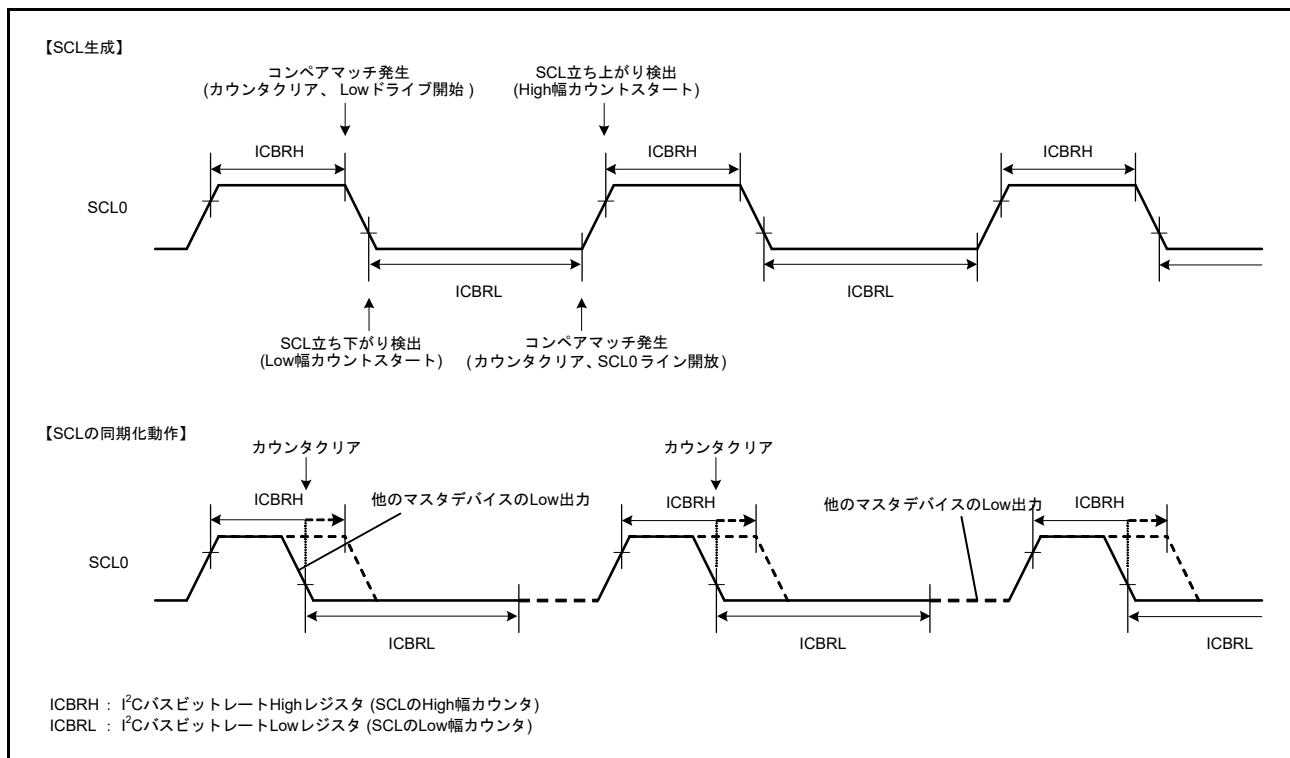 【SCL生成】
コンペアマッチ発生
(カウンタクリア、 Lowドライブ開始 )
SCL立ち上がり検出
(High幅カウントスタート)
ICBRH
ICBRH
ICBRH
SCL0
ICBRL
ICBRL
SCL立ち下がり検出
(Low幅カウントスタート)
コンペアマッチ発生
(カウンタクリア、SCL0ライン開放)
【SCLの同期化動作】
カウンタクリア
カウンタクリア
ICBRH
他のマスタデバイスのLow出力
ICBRH
他のマスタデバイスのLow出力
ICBRH
SCL0
ICBRL
ICBRL
ICBRL
ICBRH : I²CバスビットレートHighレジスタ (SCLのHigh幅カウンタ)
ICBRL : I²CバスビットレートLowレジスタ (SCLのLow幅カウンタ)